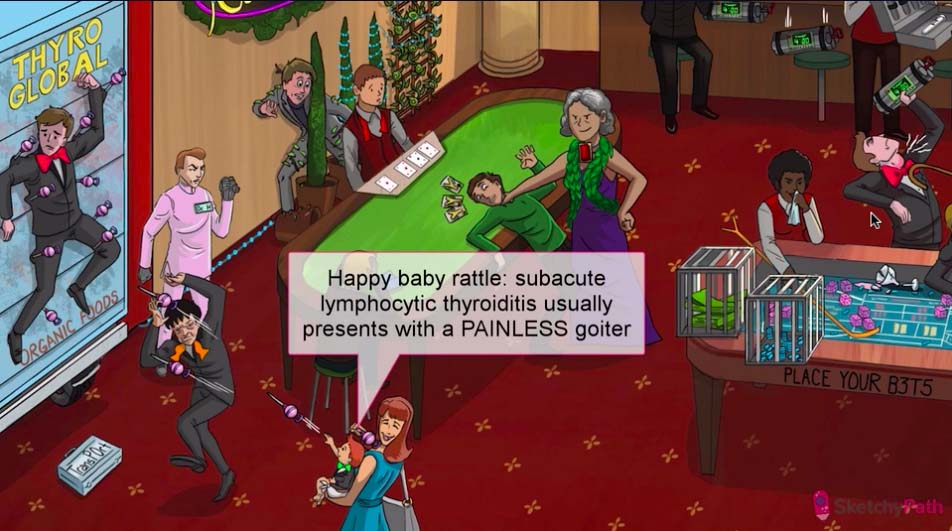 THYRO
GLOBAL
ORGANIC FOODS
Happy baby rattle: subacute
lymphocytic thyroiditis usually
presents with a PAINLESS goiter
PLACE YOUR B3T5
SketchyPath